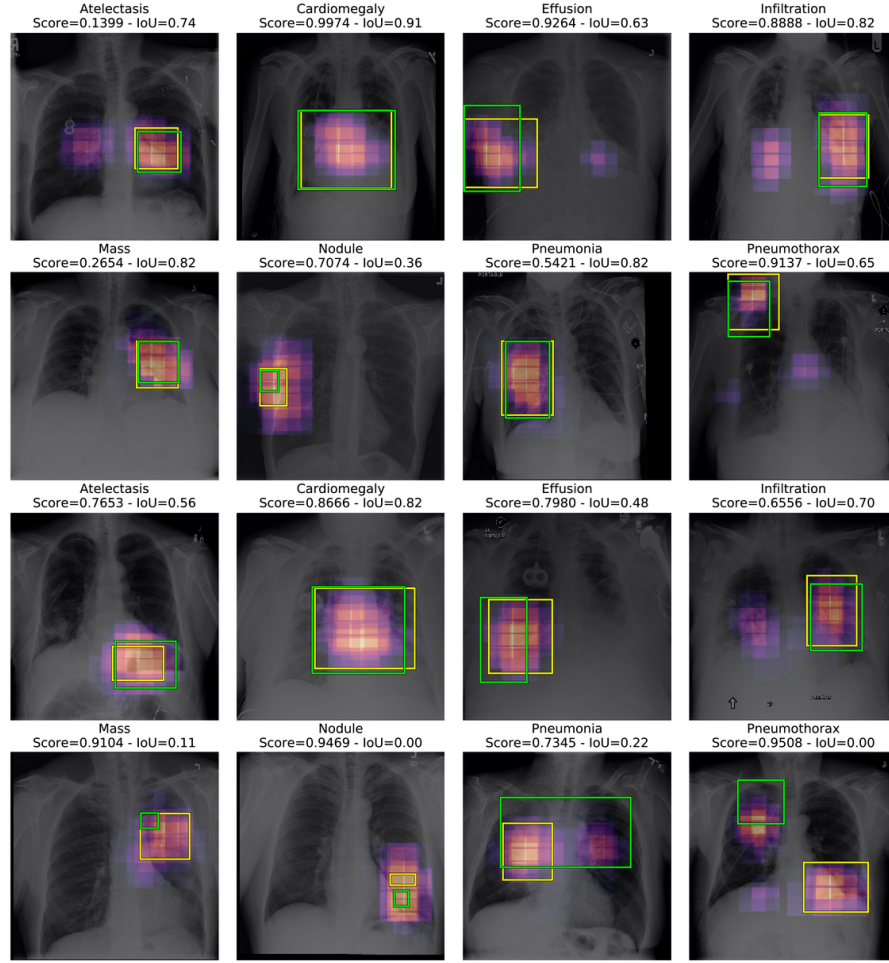 Atelectasis
Score=0.1399 - IoU=0.74
Cardiomegaly
Score=0.9974 - IoU=0.91
Effusion
Score=0.9264 - IoU=0.63
Infiltration
Score=0.8888 - IoU=0.82
Mass
Score=0.2654 - IoU=0.82
Nodule
Score=0.7074 - IoU=0.36
Pneumonia
Score=0.5421 - IoU=0.82
PORTABLE
Pneumothorax
Score=0.9137 - IoU=0.65
Atelectasis
Score=0.7653 - IoU=0.56
Cardiomegaly
Score=0.8666 - IoU=0.82
Effusion
Score=0.7980 - IoU=0.48
Infiltration
Score=0.6556 - IoU=0.70
Mass
Score=0.9104 - IoU=0.11
Nodule
Score=0.9469 - IoU=0.00
Pneumonia
Score=0.7345 - IoU=0.22
Pneumothorax
Score=0.9508 - IoU=0.00